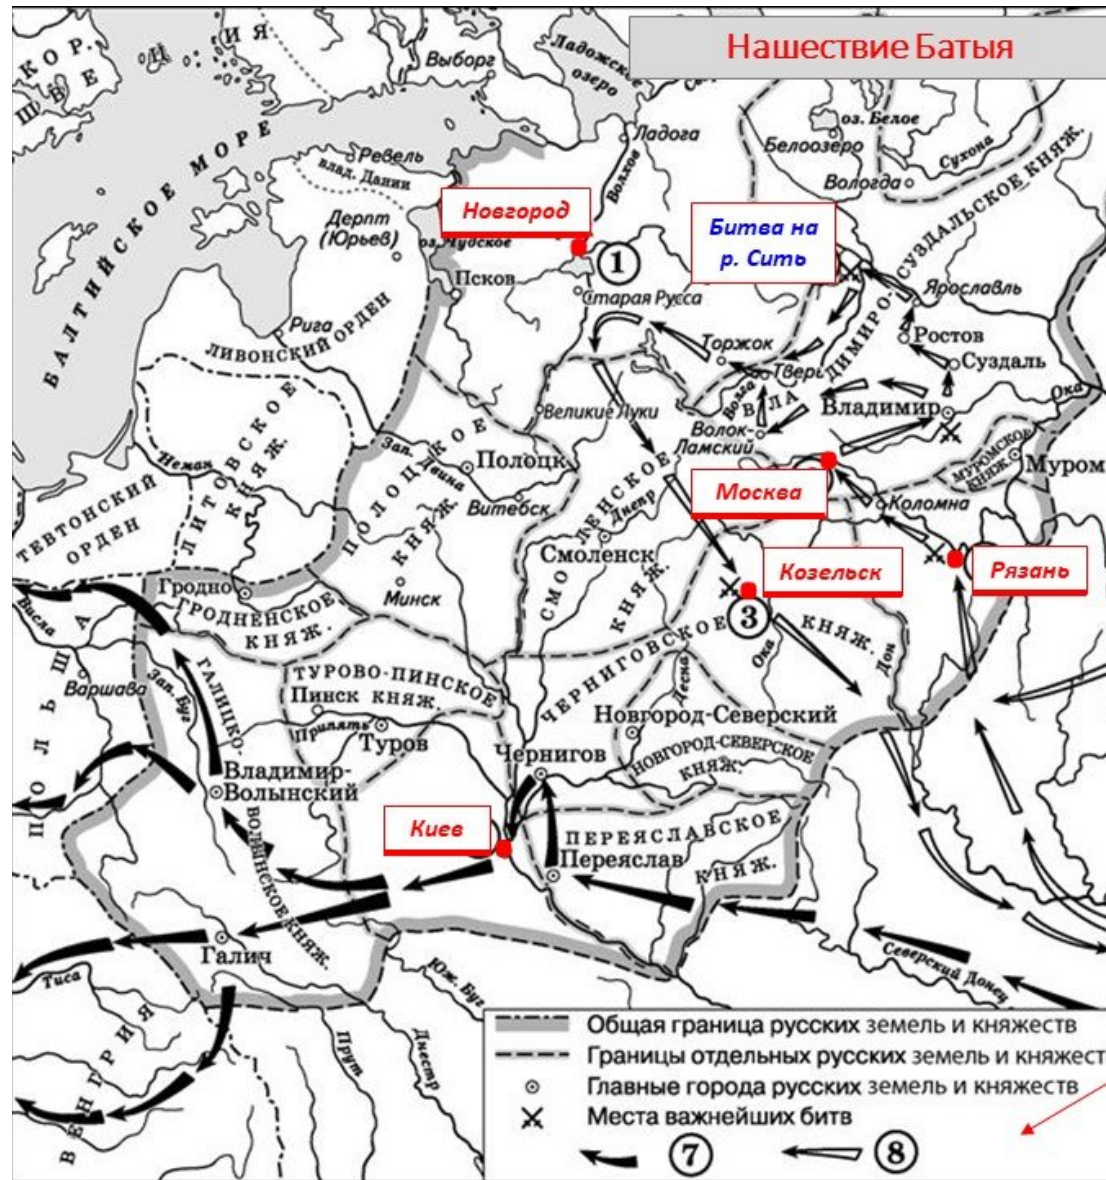 Нашествие Батыя
КОР.
ШВЕ
Ц И Я
Выборг
Ладожское
озеро
оз. Белое
Белоозеро
Сухона
Вологда
Ладога
Волхов
БАЛТИЙСКОЕ МОРЕ
Ревель
влад. Дании
Новгород
Битва на
р. Сить
Дерпт
(Юрьев)
оз. Чудское
1
Псков
Старая Русса
ВЛАДИМИРО-СУЗДАЛЬСКОЕ КНЯЖ.
Ярославль
Рига
ЛИВОНСКИЙ ОРДЕН
Торжок
Ростов
Тверь
Суздаль
Волга
Ока
Великие Луки
Владимир
Волок-
Ламский
ЛИТОВСКОЕ
КНЯЖ.
Неман
Зап. Двина
Полоцк
ПОЛОЦКОЕ
КНЯЖ.
Витебск
МУРОМСКОЕ
КНЯЖ.
Муром
Москва
Коломна
ТЕВТОНСКИЙ
ОРДЕН
Днепр
СМОЛЕНСКОЕ
КНЯЖ.
Смоленск
Козельск
Рязань
3
Гродно
Минск
Висла
ГРОДНЕНСКОЕ
КНЯЖ.
ЧЕРНИГОВСКОЕ
КНЯЖ.
Ока
Дон
Десна
ПОЛЬША
Варшава
Зап. Буг
ТУРОВО-ПИНСКОЕ
Пинск КНЯЖ.
Припять
Туров
Новгород-Северский
НОВГОРОД-СЕВЕРСКОЕ
КНЯЖ.
ГАЛИЦКО-
ВОЛЫНСКОЕ КНЯЖ.
Чернигов
Владимир-
Волынский
Киев
ПЕРЕЯСЛАВСКОЕ
КНЯЖ.
Переяслав
Галич
Тиса
Юж. Буг
Северский Донец
ВЕНГРИЯ
Прут
Днестр
Общая граница русских земель и княжеств
Границы отдельных русских земель и княжест
Главные города русских земель и княжеств
Места важнейших битв
7
8